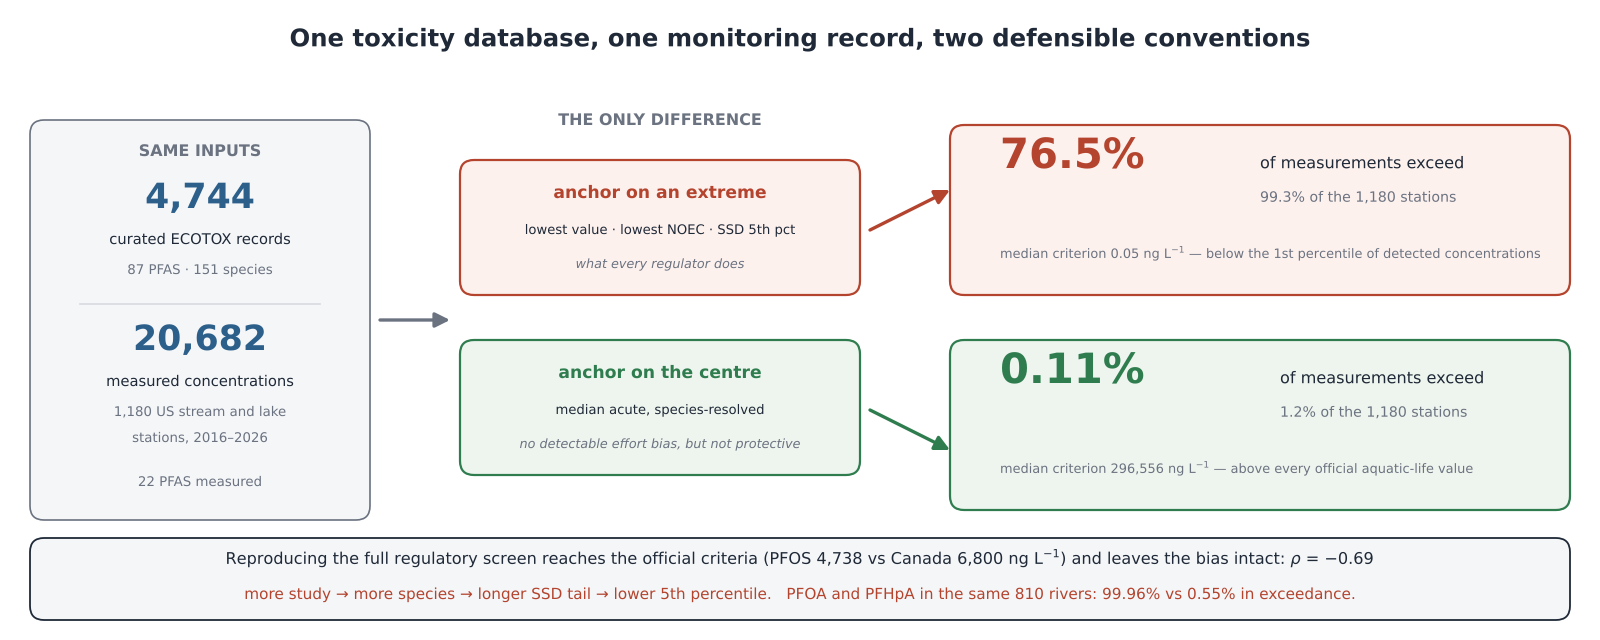 One toxicity database, one monitoring record, two defensible conventions
SAME INPUTS
4,744
curated ECOTOX records
87 PFAS · 151 species
20,682
measured concentrations
1,180 US stream and lake
stations, 2016–2026
22 PFAS measured
THE ONLY DIFFERENCE
anchor on an extreme
lowest value · lowest NOEC · SSD 5th pct
what every regulator does
anchor on the centre
median acute, species-resolved
no detectable effort bias, but not protective
76.5%
of measurements exceed
99.3% of the 1,180 stations
median criterion 0.05 ng L⁻¹ — below the 1st percentile of detected concentrations
0.11%
of measurements exceed
1.2% of the 1,180 stations
median criterion 296,556 ng L⁻¹ — above every official aquatic-life value
Reproducing the full regulatory screen reaches the official criteria (PFOS 4,738 vs Canada 6,800 ng L⁻¹) and leaves the bias intact: ρ = −0.69
more study → more species → longer SSD tail → lower 5th percentile. PFOA and PFHpA in the same 810 rivers: 99.96% vs 0.55% in exceedance.